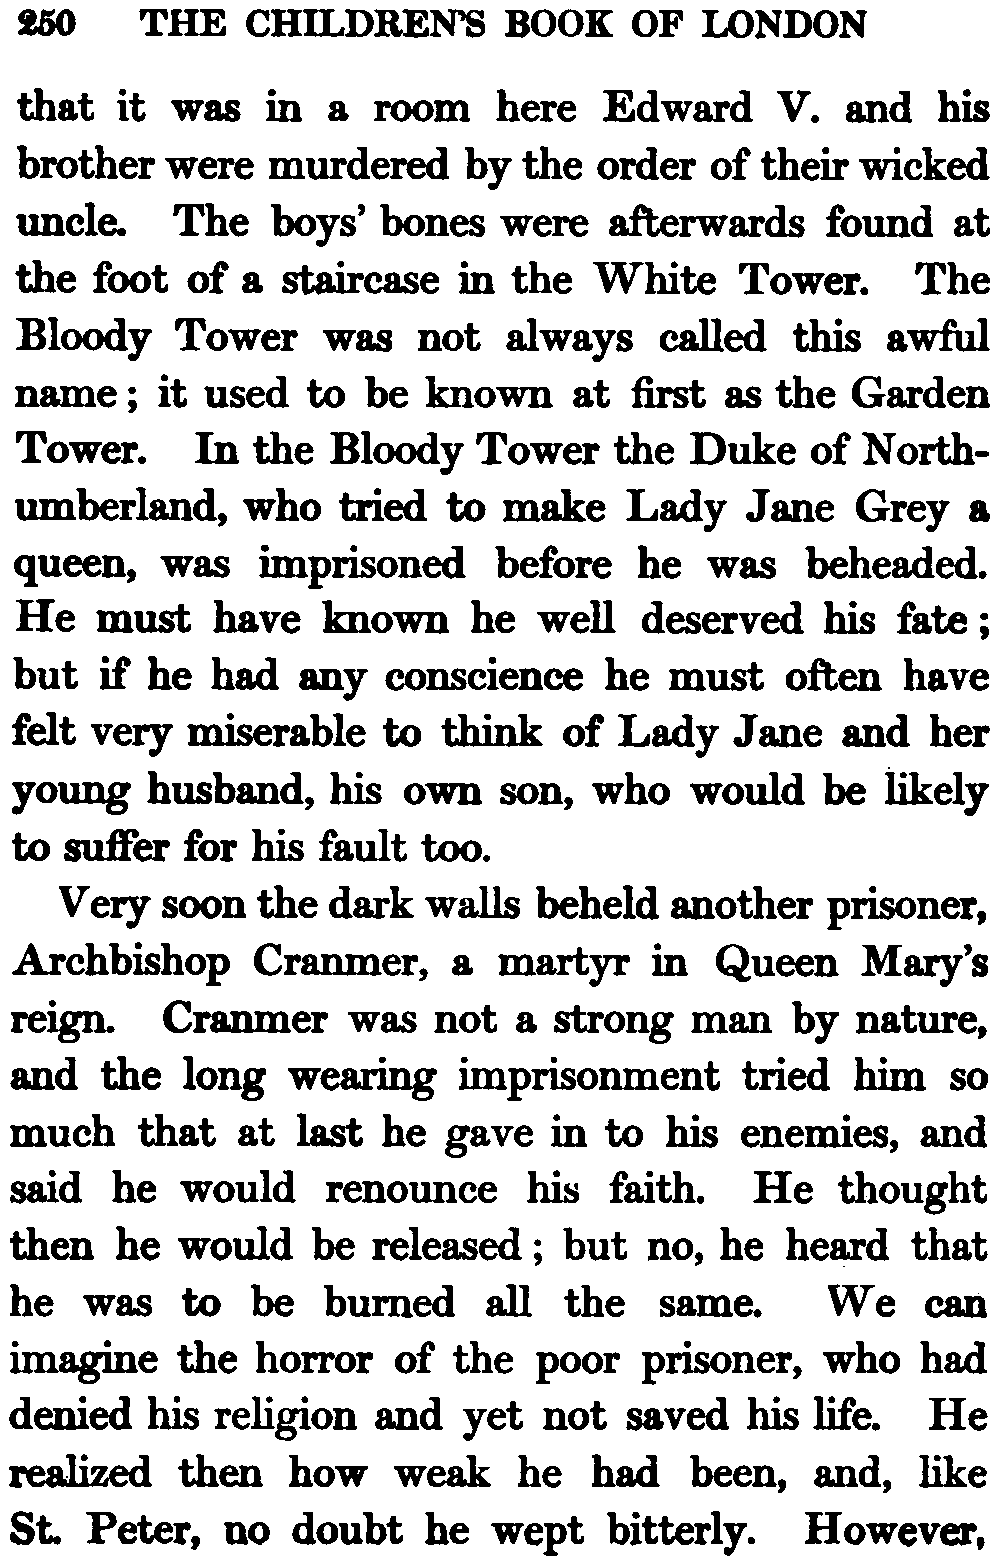 250 THE CHILDREN'S BOOK OF LONDON
that it was in a room here Edward V. and his
brother were murdered by the order of their wicked
uncle. The boys' bones were afterwards found at
the foot of a staircase in the White Tower. The
Bloody Tower was not always called this awful
name; it used to be known at first as the Garden
Tower. In the Bloody Tower the Duke of North-
umberland, who tried to make Lady Jane Grey a
queen, was imprisoned before he was beheaded.
He must have known he well deserved his fate;
but if he had any conscience he must often have
felt very miserable to think of Lady Jane and her
young husband, his own son, who would be likely
to suffer for his fault too.
Very soon the dark walls beheld another prisoner,
Archbishop Cranmer, a martyr in Queen Mary's
reign. Cranmer was not a strong man by nature,
and the long wearing imprisonment tried him so
much that at last he gave in to his enemies, and
said he would renounce his faith. He thought
then he would be released; but no, he heard that
he was to be burned all the same. We can
imagine the horror of the poor prisoner, who had
denied his religion and yet not saved his life. He
realized then how weak he had been, and, like
St. Peter, no doubt he wept bitterly. However,